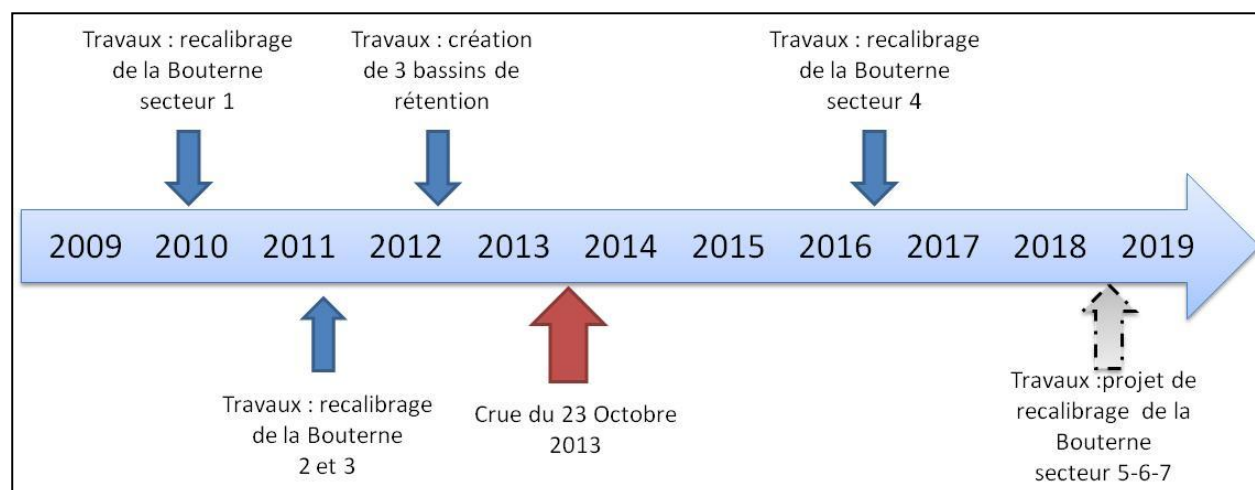 Travaux : recalibrage
de la Bouterne
secteur 1
Travaux : création
de 3 bassins de
rétention
Travaux : recalibrage
de la Bouterne
secteur 4
2009 2010 2011 2012 2013 2014 2015 2016 2017 2018 2019
Travaux : recalibrage
de la Bouterne
2 et 3
Crue du 23 Octobre
2013
Travaux :projet de
recalibrage de la
Bouterne
secteur 5-6-7